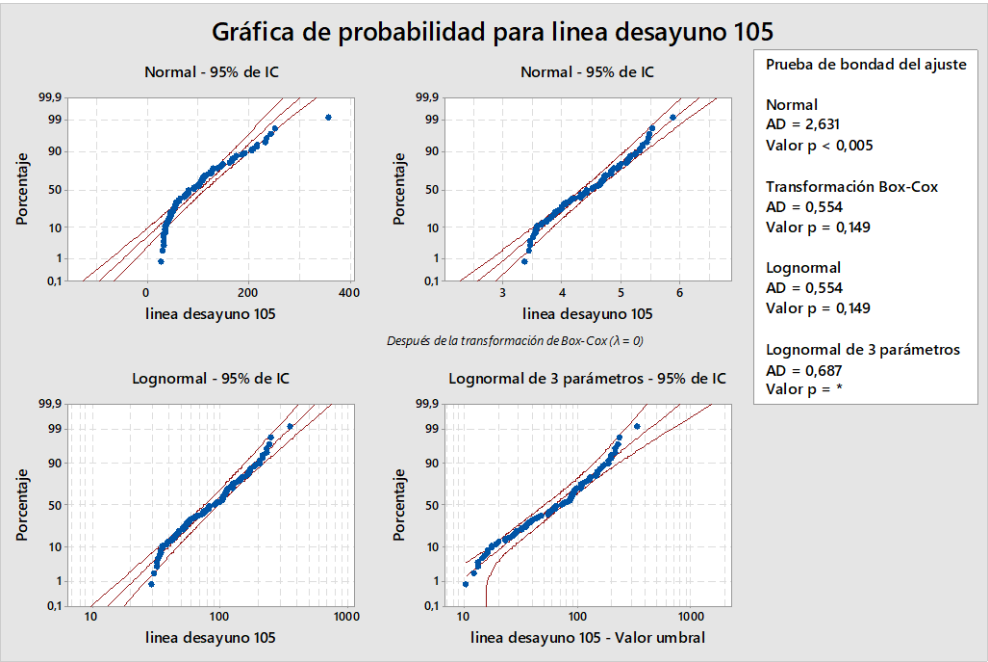 Gráfica de probabilidad para linea desayuno 105
Normal - 95% de IC
99,9
99
90
50
10
1
0,1
Porcentaje
0
200
400
linea desayuno 105
Normal - 95% de IC
99,9
99
90
50
10
1
0,1
Porcentaje
3
4
5
6
linea desayuno 105
Después de la transformación de Box-Cox (λ = 0)
Lognormal - 95% de IC
99,9
99
90
50
10
1
0,1
Porcentaje
10
100
1000
linea desayuno 105
Lognormal de 3 parámetros - 95% de IC
99,9
99
90
50
10
1
0,1
Porcentaje
10
100
1000
linea desayuno 105 - Valor umbral
Prueba de bondad del ajuste
Normal
AD = 2,631
Valor p < 0,005
Transformación Box-Cox
AD = 0,554
Valor p = 0,149
Lognormal
AD = 0,554
Valor p = 0,149
Lognormal de 3 parámetros
AD = 0,687
Valor p = *